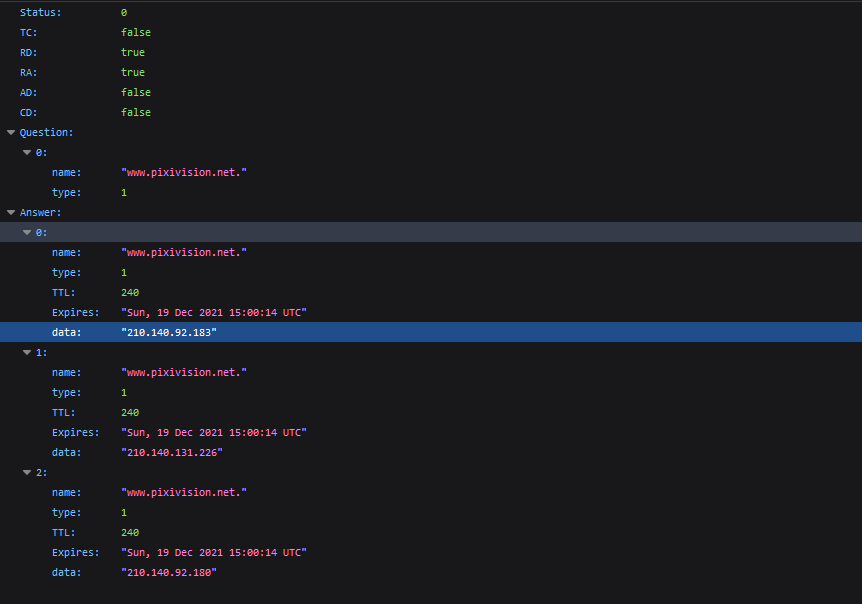 Status: 0
TC: false
RD: true
RA: true
AD: false
CD: false
Question:
0:
name: "www.pixivision.net."
type: 1
Answer:
0:
name: "www.pixivision.net."
type: 1
TTL: 240
Expires: "Sun, 19 Dec 2021 15:00:14 UTC"
data: "210.140.92.183"
1:
name: "www.pixivision.net."
type: 1
TTL: 240
Expires: "Sun, 19 Dec 2021 15:00:14 UTC"
data: "210.140.131.226"
2:
name: "www.pixivision.net."
type: 1
TTL: 240
Expires: "Sun, 19 Dec 2021 15:00:14 UTC"
data: "210.140.92.180"